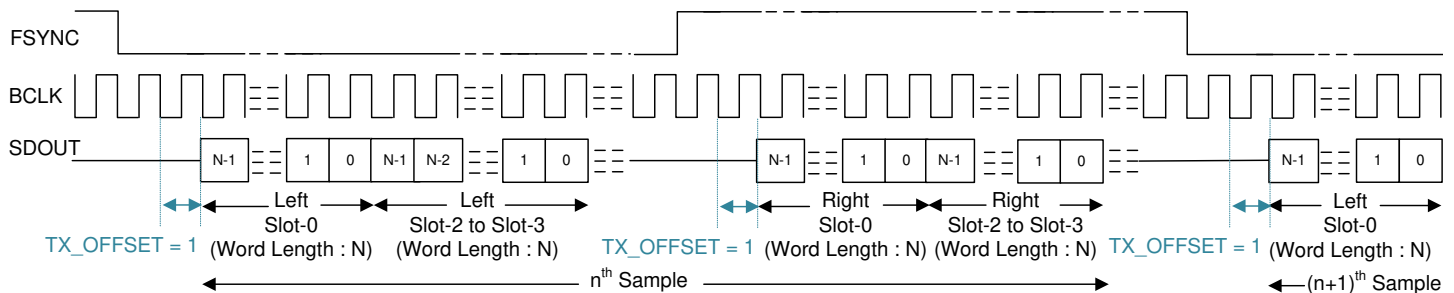 FSYNC
BCLK
SDOUT
N-1 1 0 N-1 N-2 1 0 N-1 1 0 N-1 1 0 N-1 1 0
Left Left Right Right Left
Slot-0 Slot-2 to Slot-3 Slot-0 Slot-2 to Slot-3 Slot-0
TX_OFFSET = 1 (Word Length : N) (Word Length : N) TX_OFFSET = 1 (Word Length : N) (Word Length : N) TX_OFFSET = 1 (Word Length : N)
nth Sample (n+1)th Sample